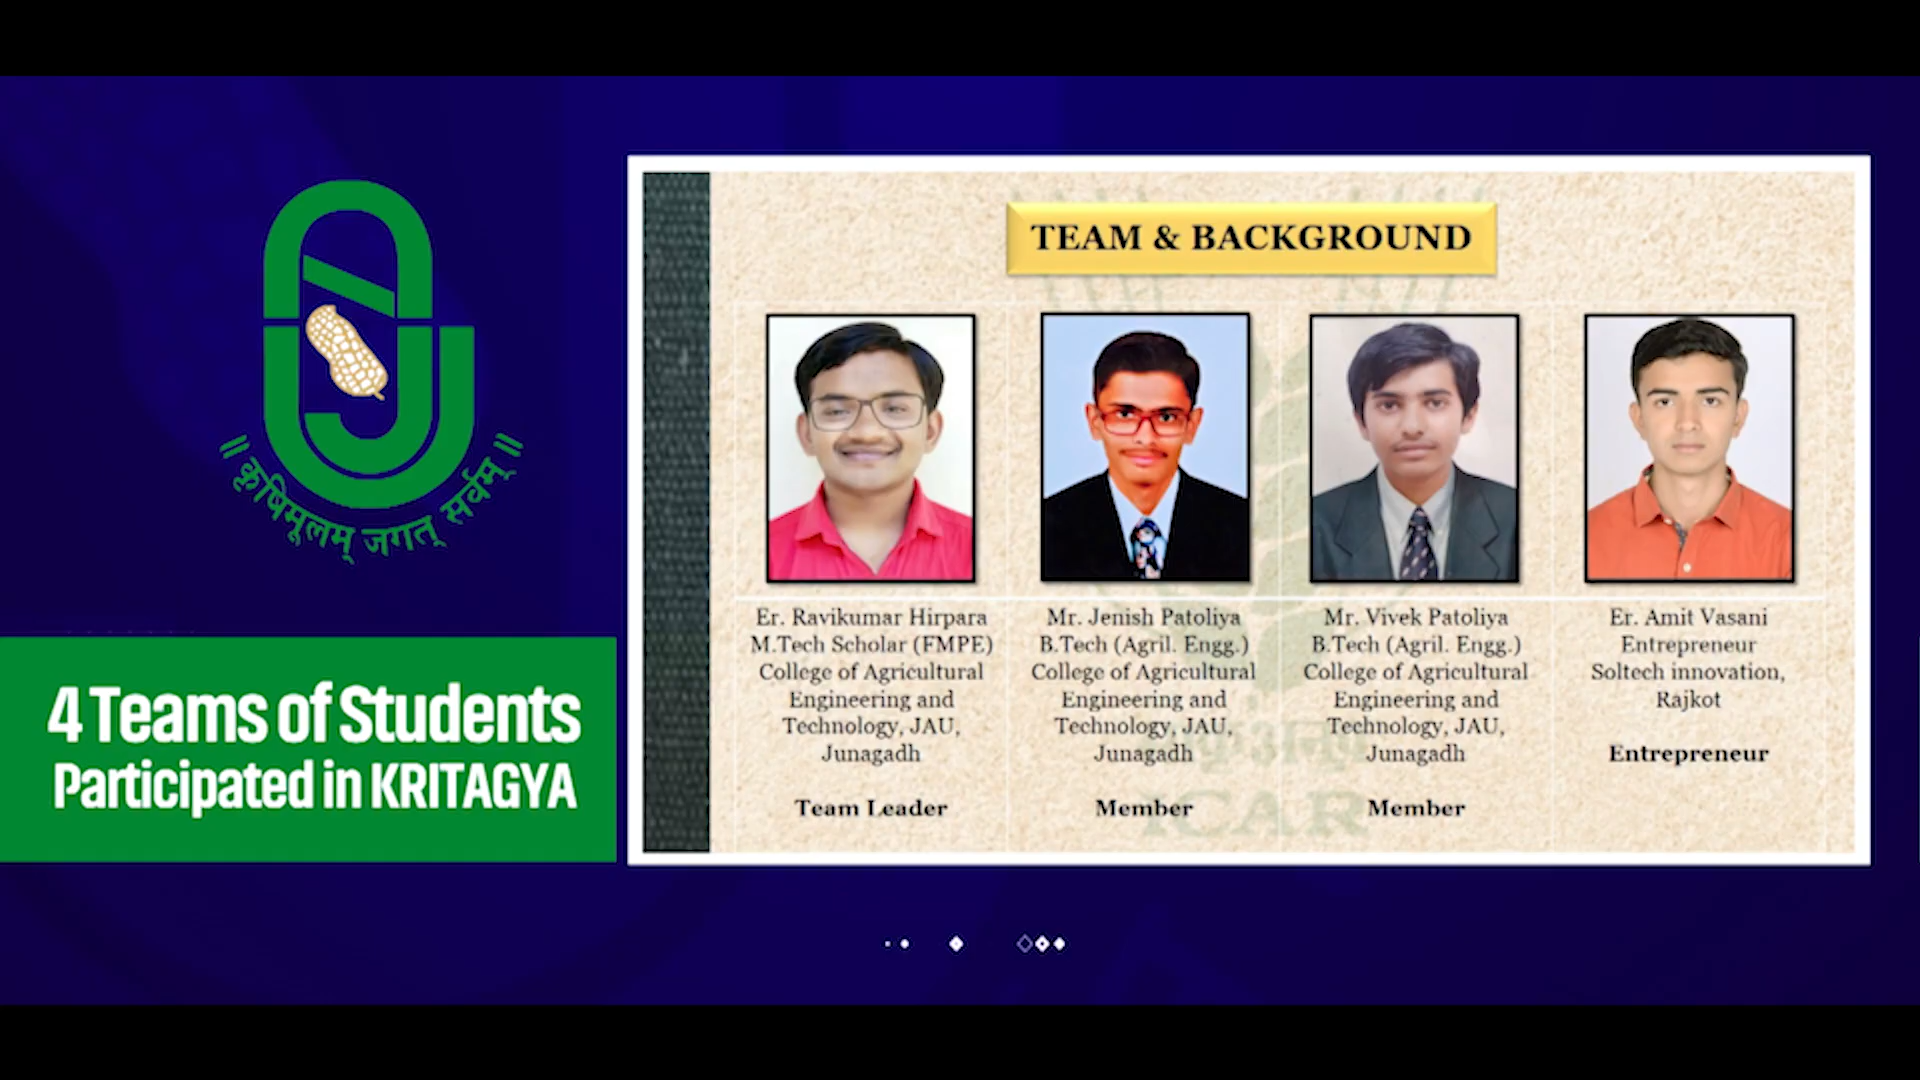 ॥ कृषिमूलम् जगत् सर्वम् ॥
4 Teams of Students
Participated in KRITAGYA
TEAM & BACKGROUND
Er. Ravikumar Hirpara
M.Tech Scholar (FMPE)
College of Agricultural
Engineering and
Technology, JAU,
Junagadh
Team Leader
Mr. Jenish Patoliya
B.Tech (Agril. Engg.)
College of Agricultural
Engineering and
Technology, JAU,
Junagadh
Member
Mr. Vivek Patoliya
B.Tech (Agril. Engg.)
College of Agricultural
Engineering and
Technology, JAU,
Junagadh
Member
Er. Amit Vasani
Entrepreneur
Soltech innovation,
Rajkot
Entrepreneur
ICAR